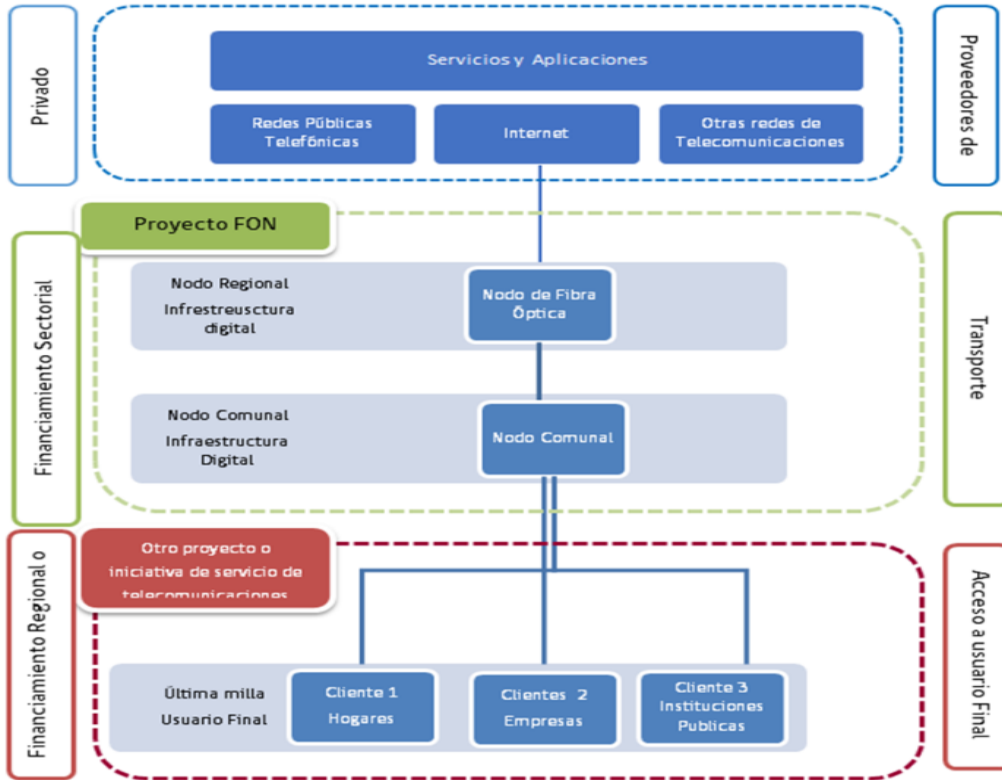 Privado
Servicios y Aplicaciones
Redes Públicas
Telefónicas
Internet
Otras redes de
Telecomunicaciones
Proveedores de
Proyecto FON
Financiamiento Sectorial
Nodo Regional
Infrestreusctura
digital
Nodo de Fibra
Óptica
Nodo Comunal
Infraestructura
Digital
Nodo Comunal
Transporte
Financiamiento Regional o
Otro proyecto o
iniciativa de servicio de
telecomunicaciones
Última milla
Usuario Final
Cliente 1
Hogares
Clientes 2
Empresas
Cliente 3
Instituciones
Publicas
Acceso a usuario Final